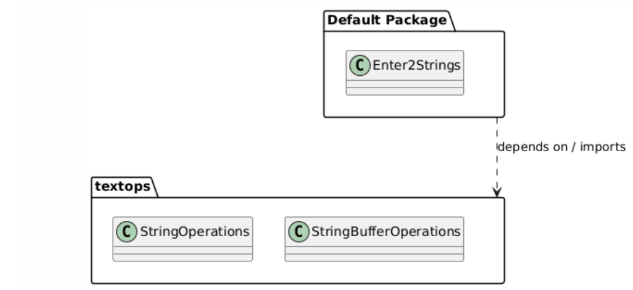 Default Package
C Enter2Strings
depends on / imports
textops
C StringOperations
C StringBufferOperations